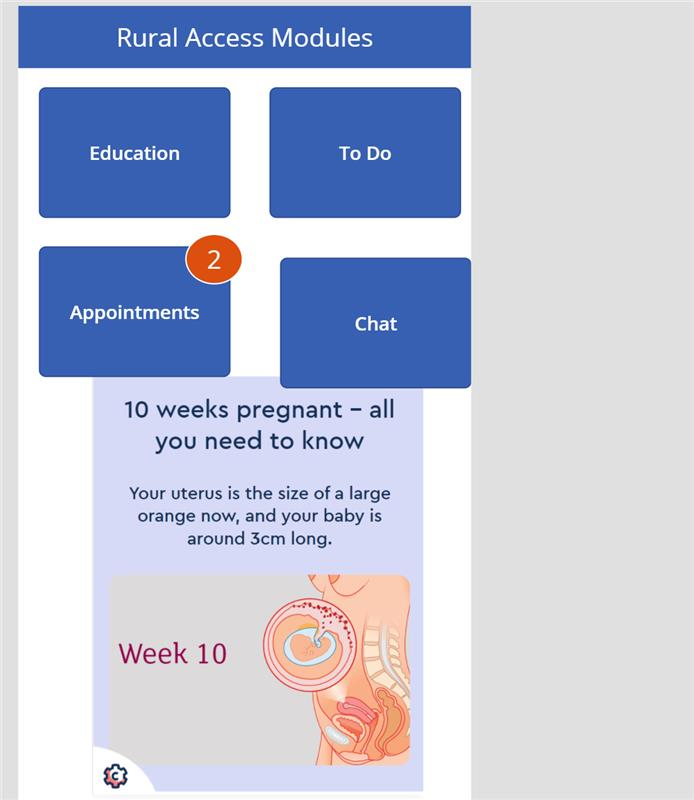 Rural Access Modules
Education
To Do
2
Appointments
Chat
10 weeks pregnant – all
you need to know
Your uterus is the size of a large
orange now, and your baby is
around 3cm long.
Week 10
C